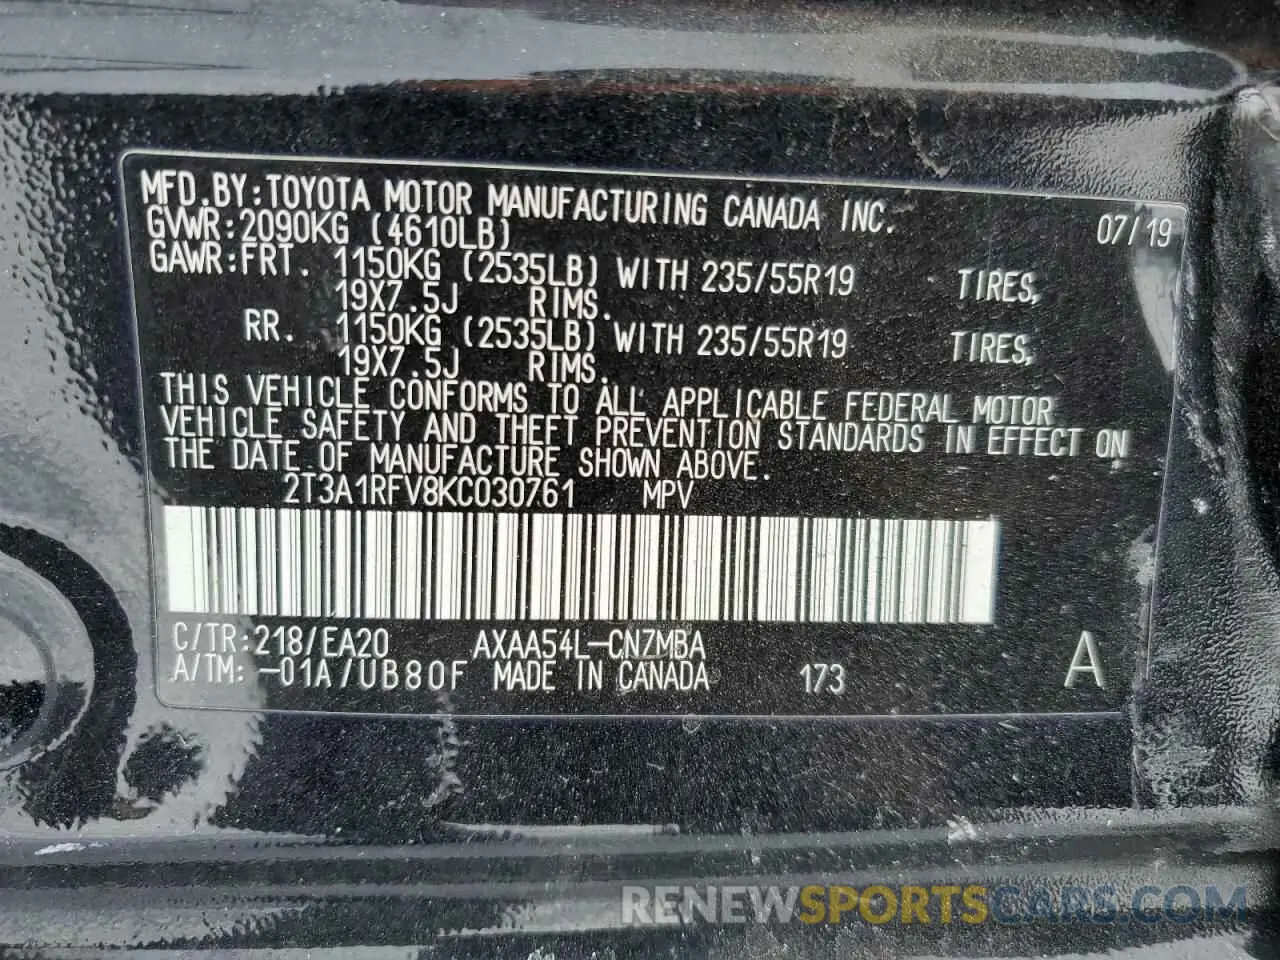 MFD.BY:TOYOTA MOTOR MANUFACTURING CANADA INC. 07/19
GVWR:2090KG (4610LB)
GAWR:FRT. 1150KG (2535LB) WITH 235/55R19 TIRES,
19X7.5J RIMS.
RR. 1150KG (2535LB) WITH 235/55R19 TIRES,
19X7.5J RIMS.
THIS VEHICLE CONFORMS TO ALL APPLICABLE FEDERAL MOTOR
VEHICLE SAFETY AND THEFT PREVENTION STANDARDS IN EFFECT ON
THE DATE OF MANUFACTURE SHOWN ABOVE.
2T3A1RFV8KC030761 MPV
C/TR:218/EA20 AXAA54L-CNZMBA A
A/TM: -01A/UB80F MADE IN CANADA 173
RENEWSPORTSCARS.COM